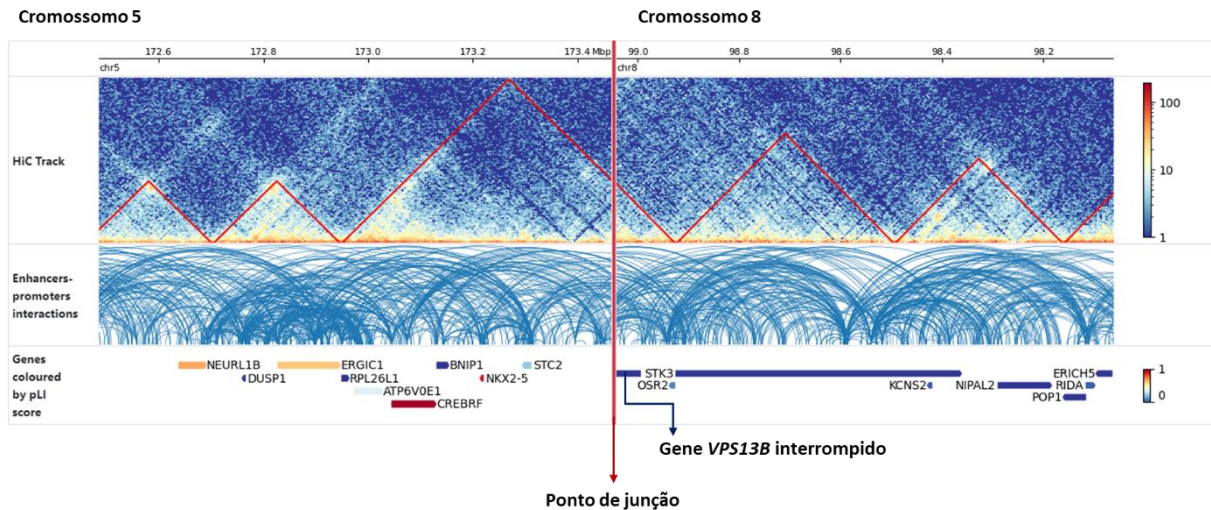 Cromossomo 5
Cromossomo 8
172.6 172.8 173.0 173.2 173.4 Mbp 99.0 98.8 98.6 98.4 98.2
chr5 chr8
HiC Track
100
10
1
Enhancers-
promoters
interactions
Genes
coloured
by pLI
score
NEURL1B ERGIC1 BNIP1 STC2 STK3 ERICH5
DUSP1 RPL26L1 NKX2-5 OSR2 KCNS2 NIPAL2 RIDA
ATP6V0E1 POP1
CREBRF
1
0
Gene VPS13B interrompido
Ponto de junção